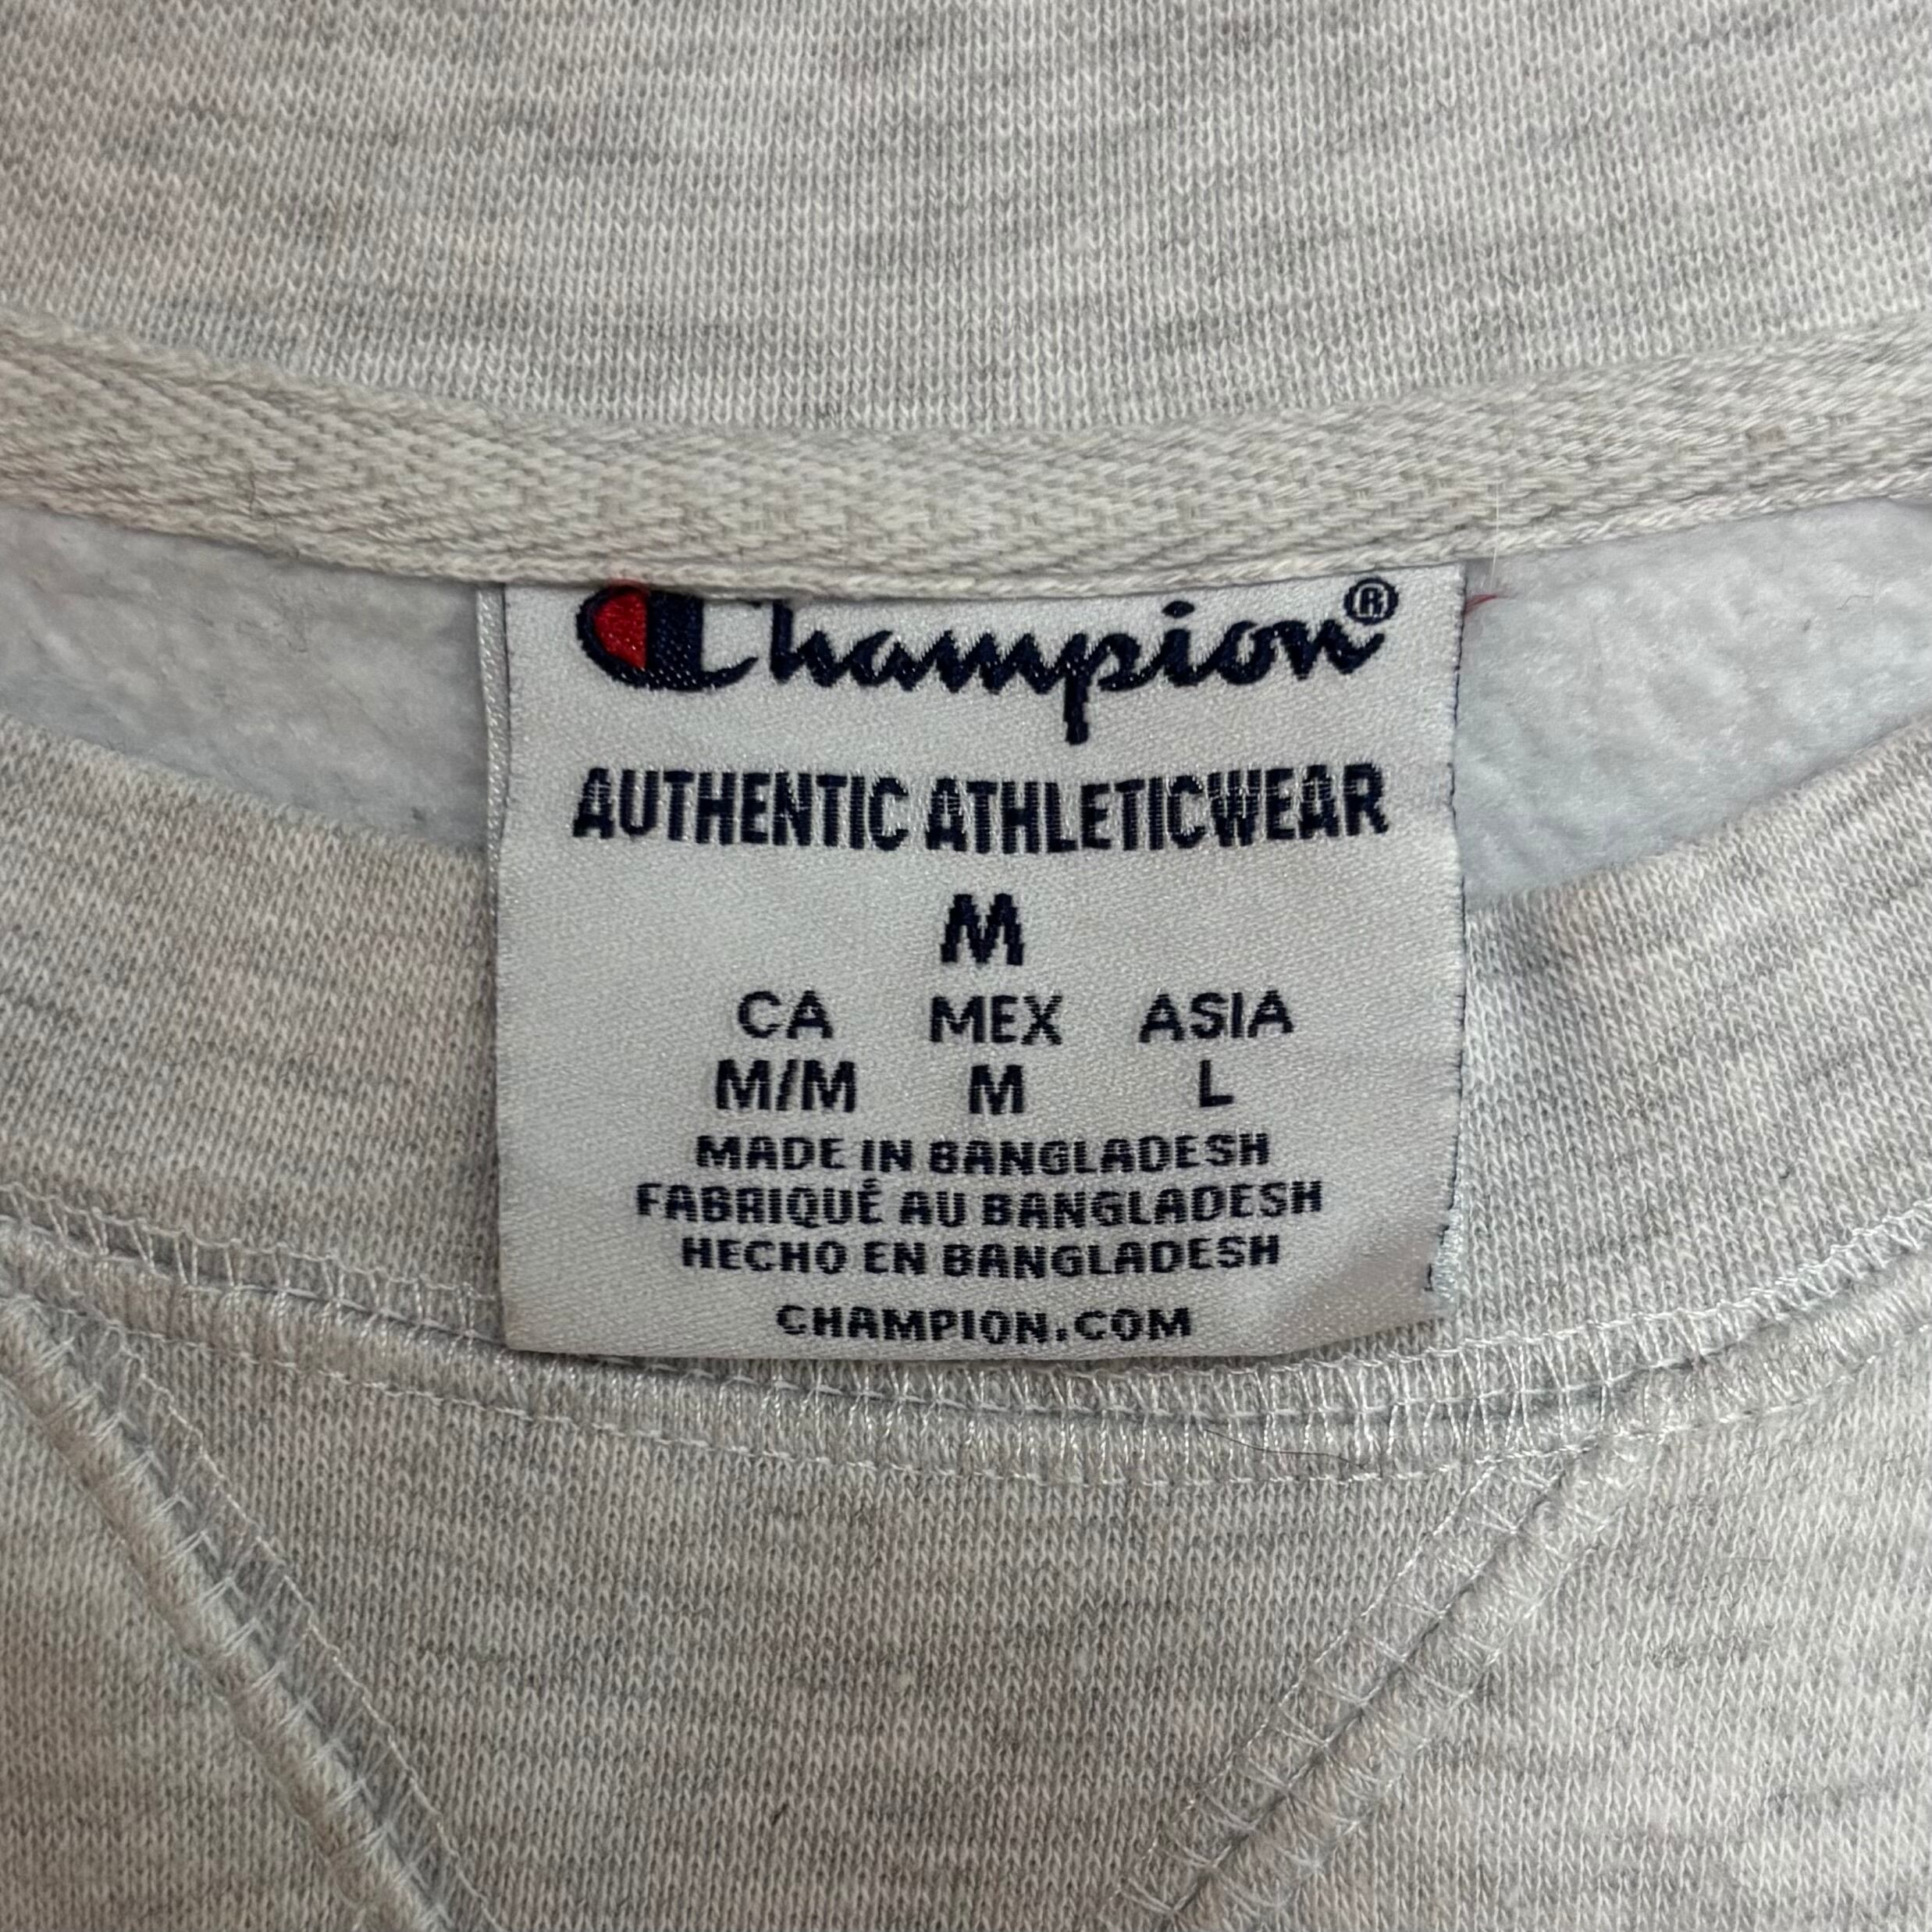 Champion®
AUTHENTIC ATHLETICWEAR
M
CA MEX ASIA
M/M M L
MADE IN BANGLADESH
FABRIQUÉ AU BANGLADESH
HECHO EN BANGLADESH
CHAMPION.COM